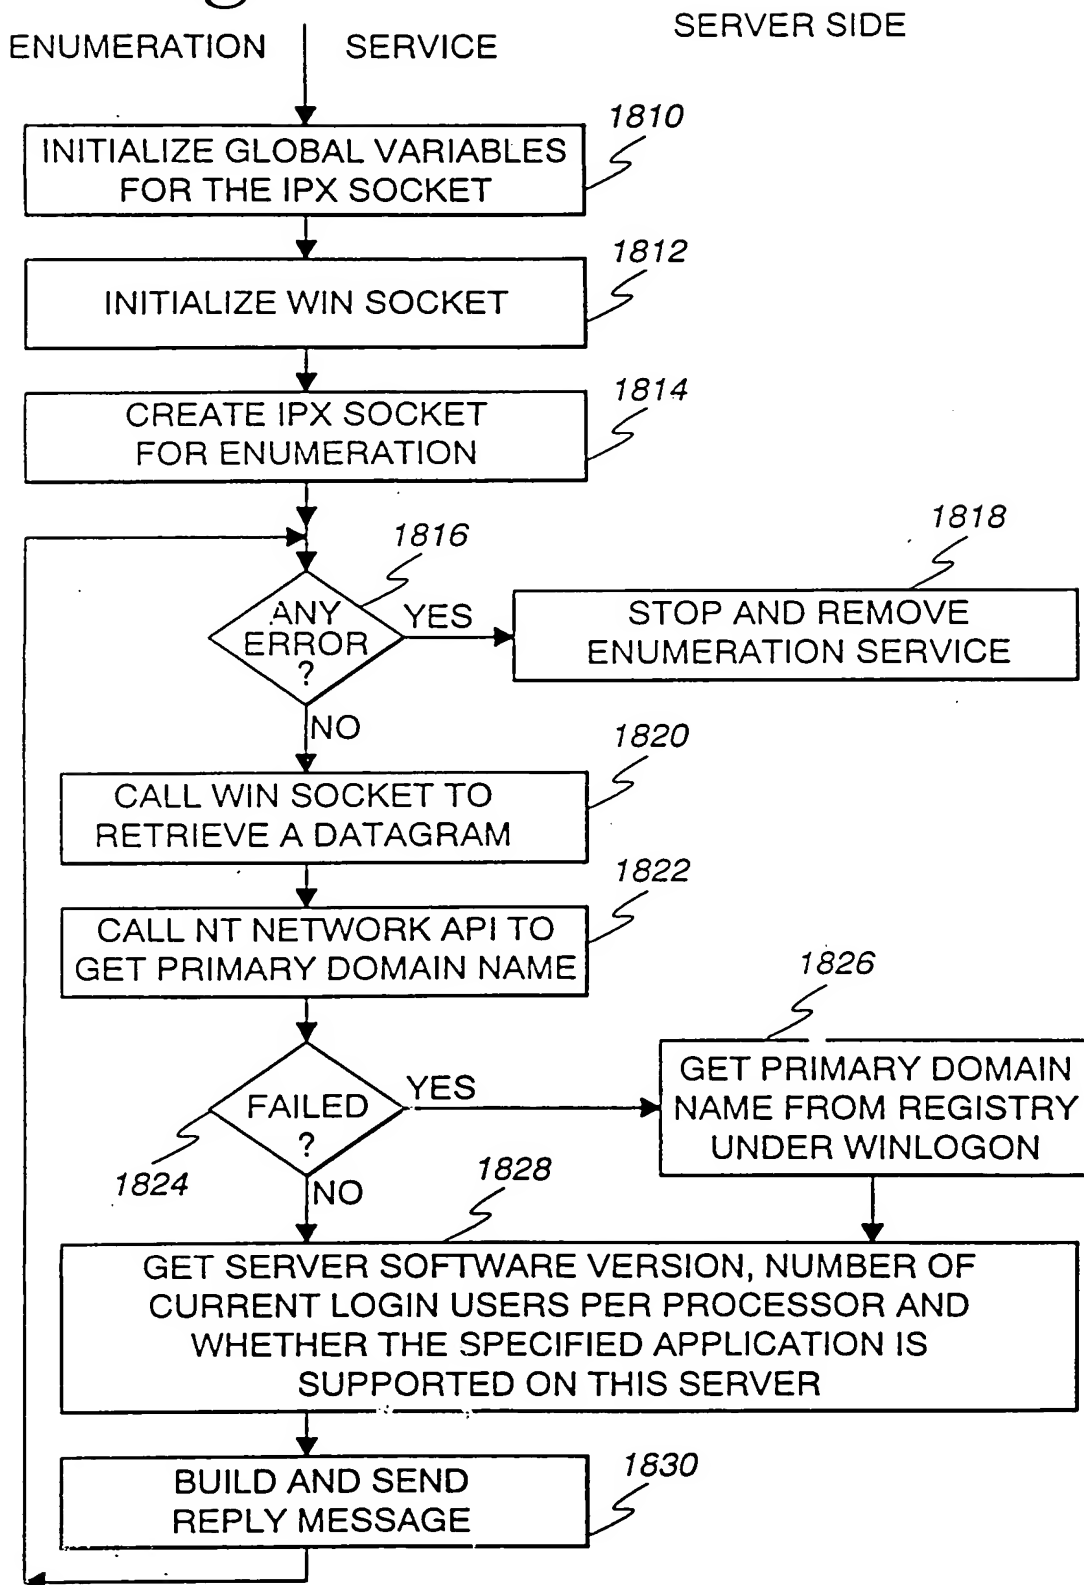 SERVER SIDE
ENUMERATION SERVICE
1810
INITIALIZE GLOBAL VARIABLES
FOR THE IPX SOCKET
1812
INITIALIZE WIN SOCKET
1814
CREATE IPX SOCKET
FOR ENUMERATION
1816
1818
ANY
ERROR
?
YES
STOP AND REMOVE
ENUMERATION SERVICE
NO
1820
CALL WIN SOCKET TO
RETRIEVE A DATAGRAM
1822
CALL NT NETWORK API TO
GET PRIMARY DOMAIN NAME
1826
FAILED
?
YES
GET PRIMARY DOMAIN
NAME FROM REGISTRY
UNDER WINLOGON
1824
NO
1828
GET SERVER SOFTWARE VERSION, NUMBER OF
CURRENT LOGIN USERS PER PROCESSOR AND
WHETHER THE SPECIFIED APPLICATION IS
SUPPORTED ON THIS SERVER
1830
BUILD AND SEND
REPLY MESSAGE